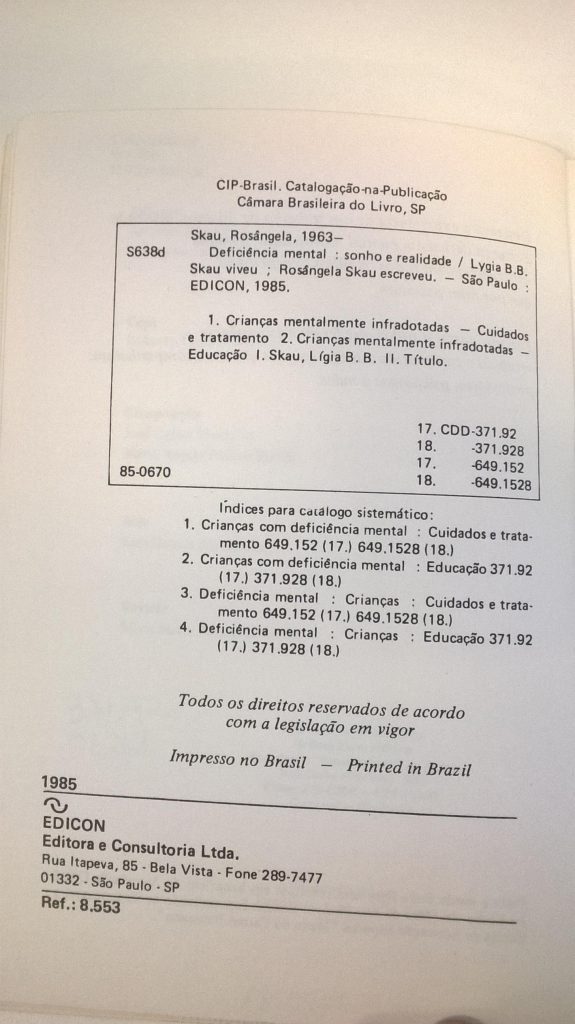 CIP-Brasil. Catalogação-na-Publicação
Câmara Brasileira do Livro, SP
Skau, Rosângela, 1963—
S638d Deficiência mental : sonho e realidade / Lygia B.B.
Skau viveu ; Rosângela Skau escreveu. — São Paulo :
EDICON, 1985.
1. Crianças mentalmente infradotadas — Cuidados
e tratamento 2. Crianças mentalmente infradotadas —
Educação I. Skau, Lígia B. B. II. Título.
17. CDD-371.92
18. -371.928
17. -649.152
85-0670 18. -649.1528
Índices para catálogo sistemático:
1. Crianças com deficiência mental : Cuidados e trata-
mento 649.152 (17.) 649.1528 (18.)
2. Crianças com deficiência mental : Educação 371.92
(17.) 371.928 (18.)
3. Deficiência mental : Crianças : Cuidados e trata-
mento 649.152 (17.) 649.1528 (18.)
4. Deficiência mental : Crianças : Educação 371.92
(17.) 371.928 (18.)
Todos os direitos reservados de acordo
com a legislação em vigor
Impresso no Brasil — Printed in Brazil
1985
EDICON
Editora e Consultoria Ltda.
Rua Itapeva, 85 - Bela Vista - Fone 289-7477
01332 - São Paulo - SP
Ref.: 8.553